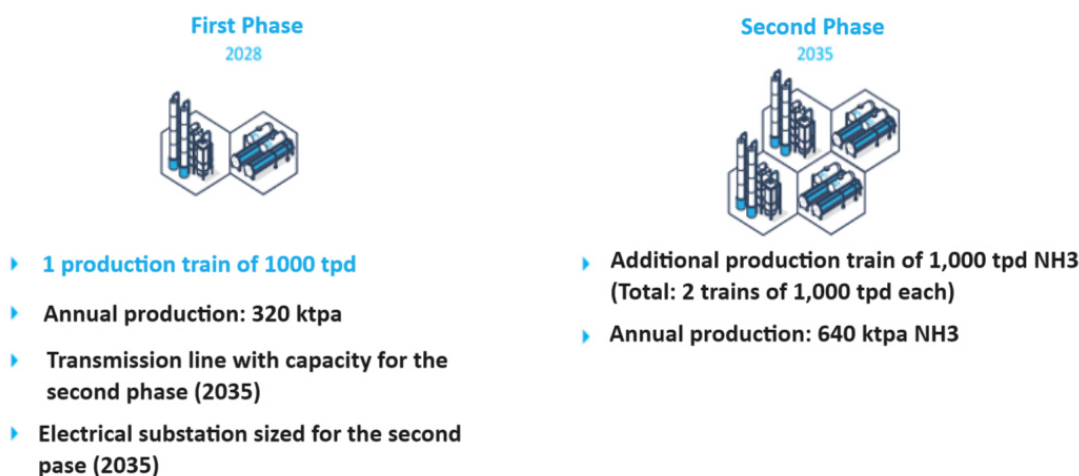 First Phase
2028
1 production train of 1000 tpd
Annual production: 320 ktpa
Transmission line with capacity for the
second phase (2035)
Electrical substation sized for the second
pase (2035)
Second Phase
2035
Additional production train of 1,000 tpd NH3
(Total: 2 trains of 1,000 tpd each)
Annual production: 640 ktpa NH3